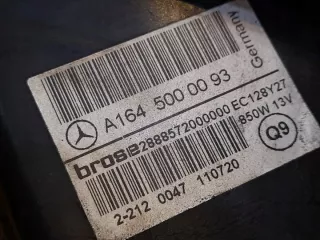 Germany
A164 500 00 93
brose 2888572000000 EC128Y27
850W 13V
Q9
2-212 0047 110720